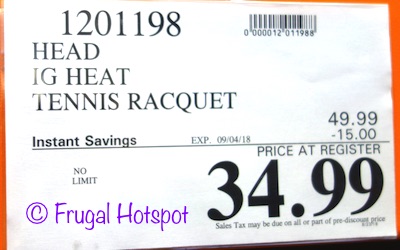 1201198
0000012011988
HEAD
IG HEAT
TENNIS RACQUET
49.99
Instant Savings EXP. 09/04/18 -15.00
PRICE AT REGISTER
NO
LIMIT
34.99
Sales Tax may be due on all or part of pre-discount price
© Frugal Hotspot